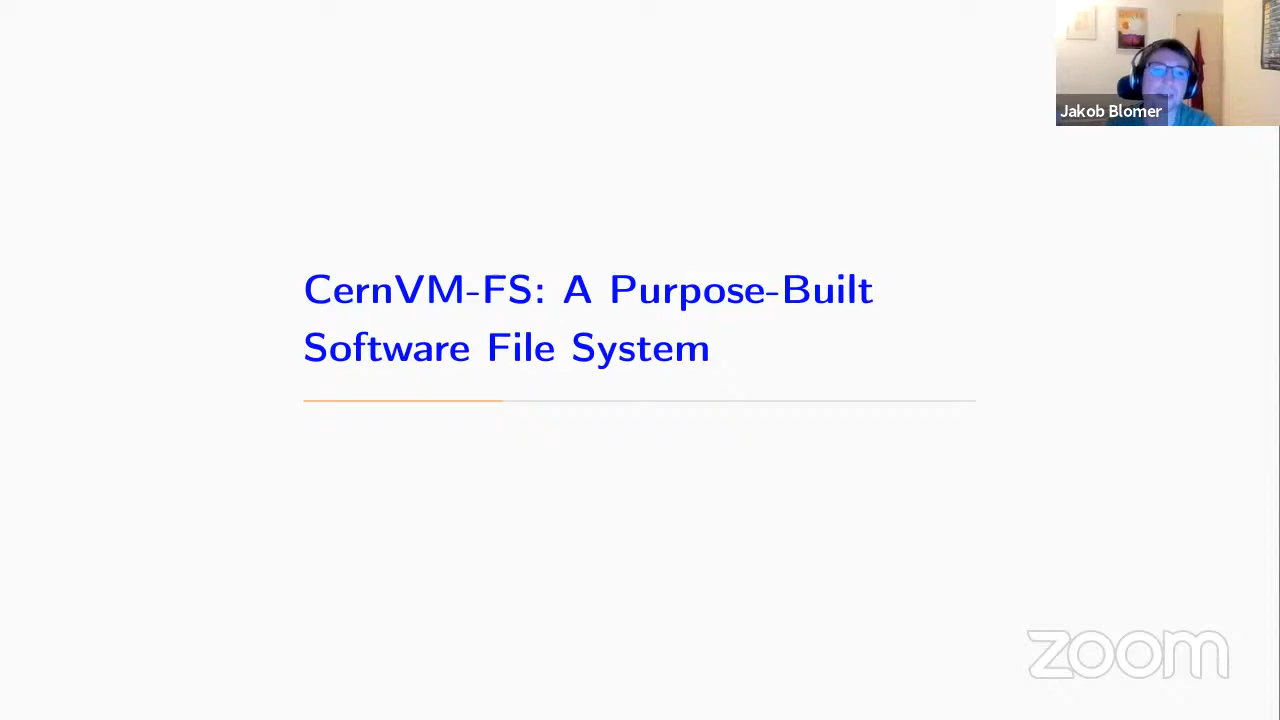 Jakob Blomer
CernVM-FS: A Purpose-Built
Software File System
zoom